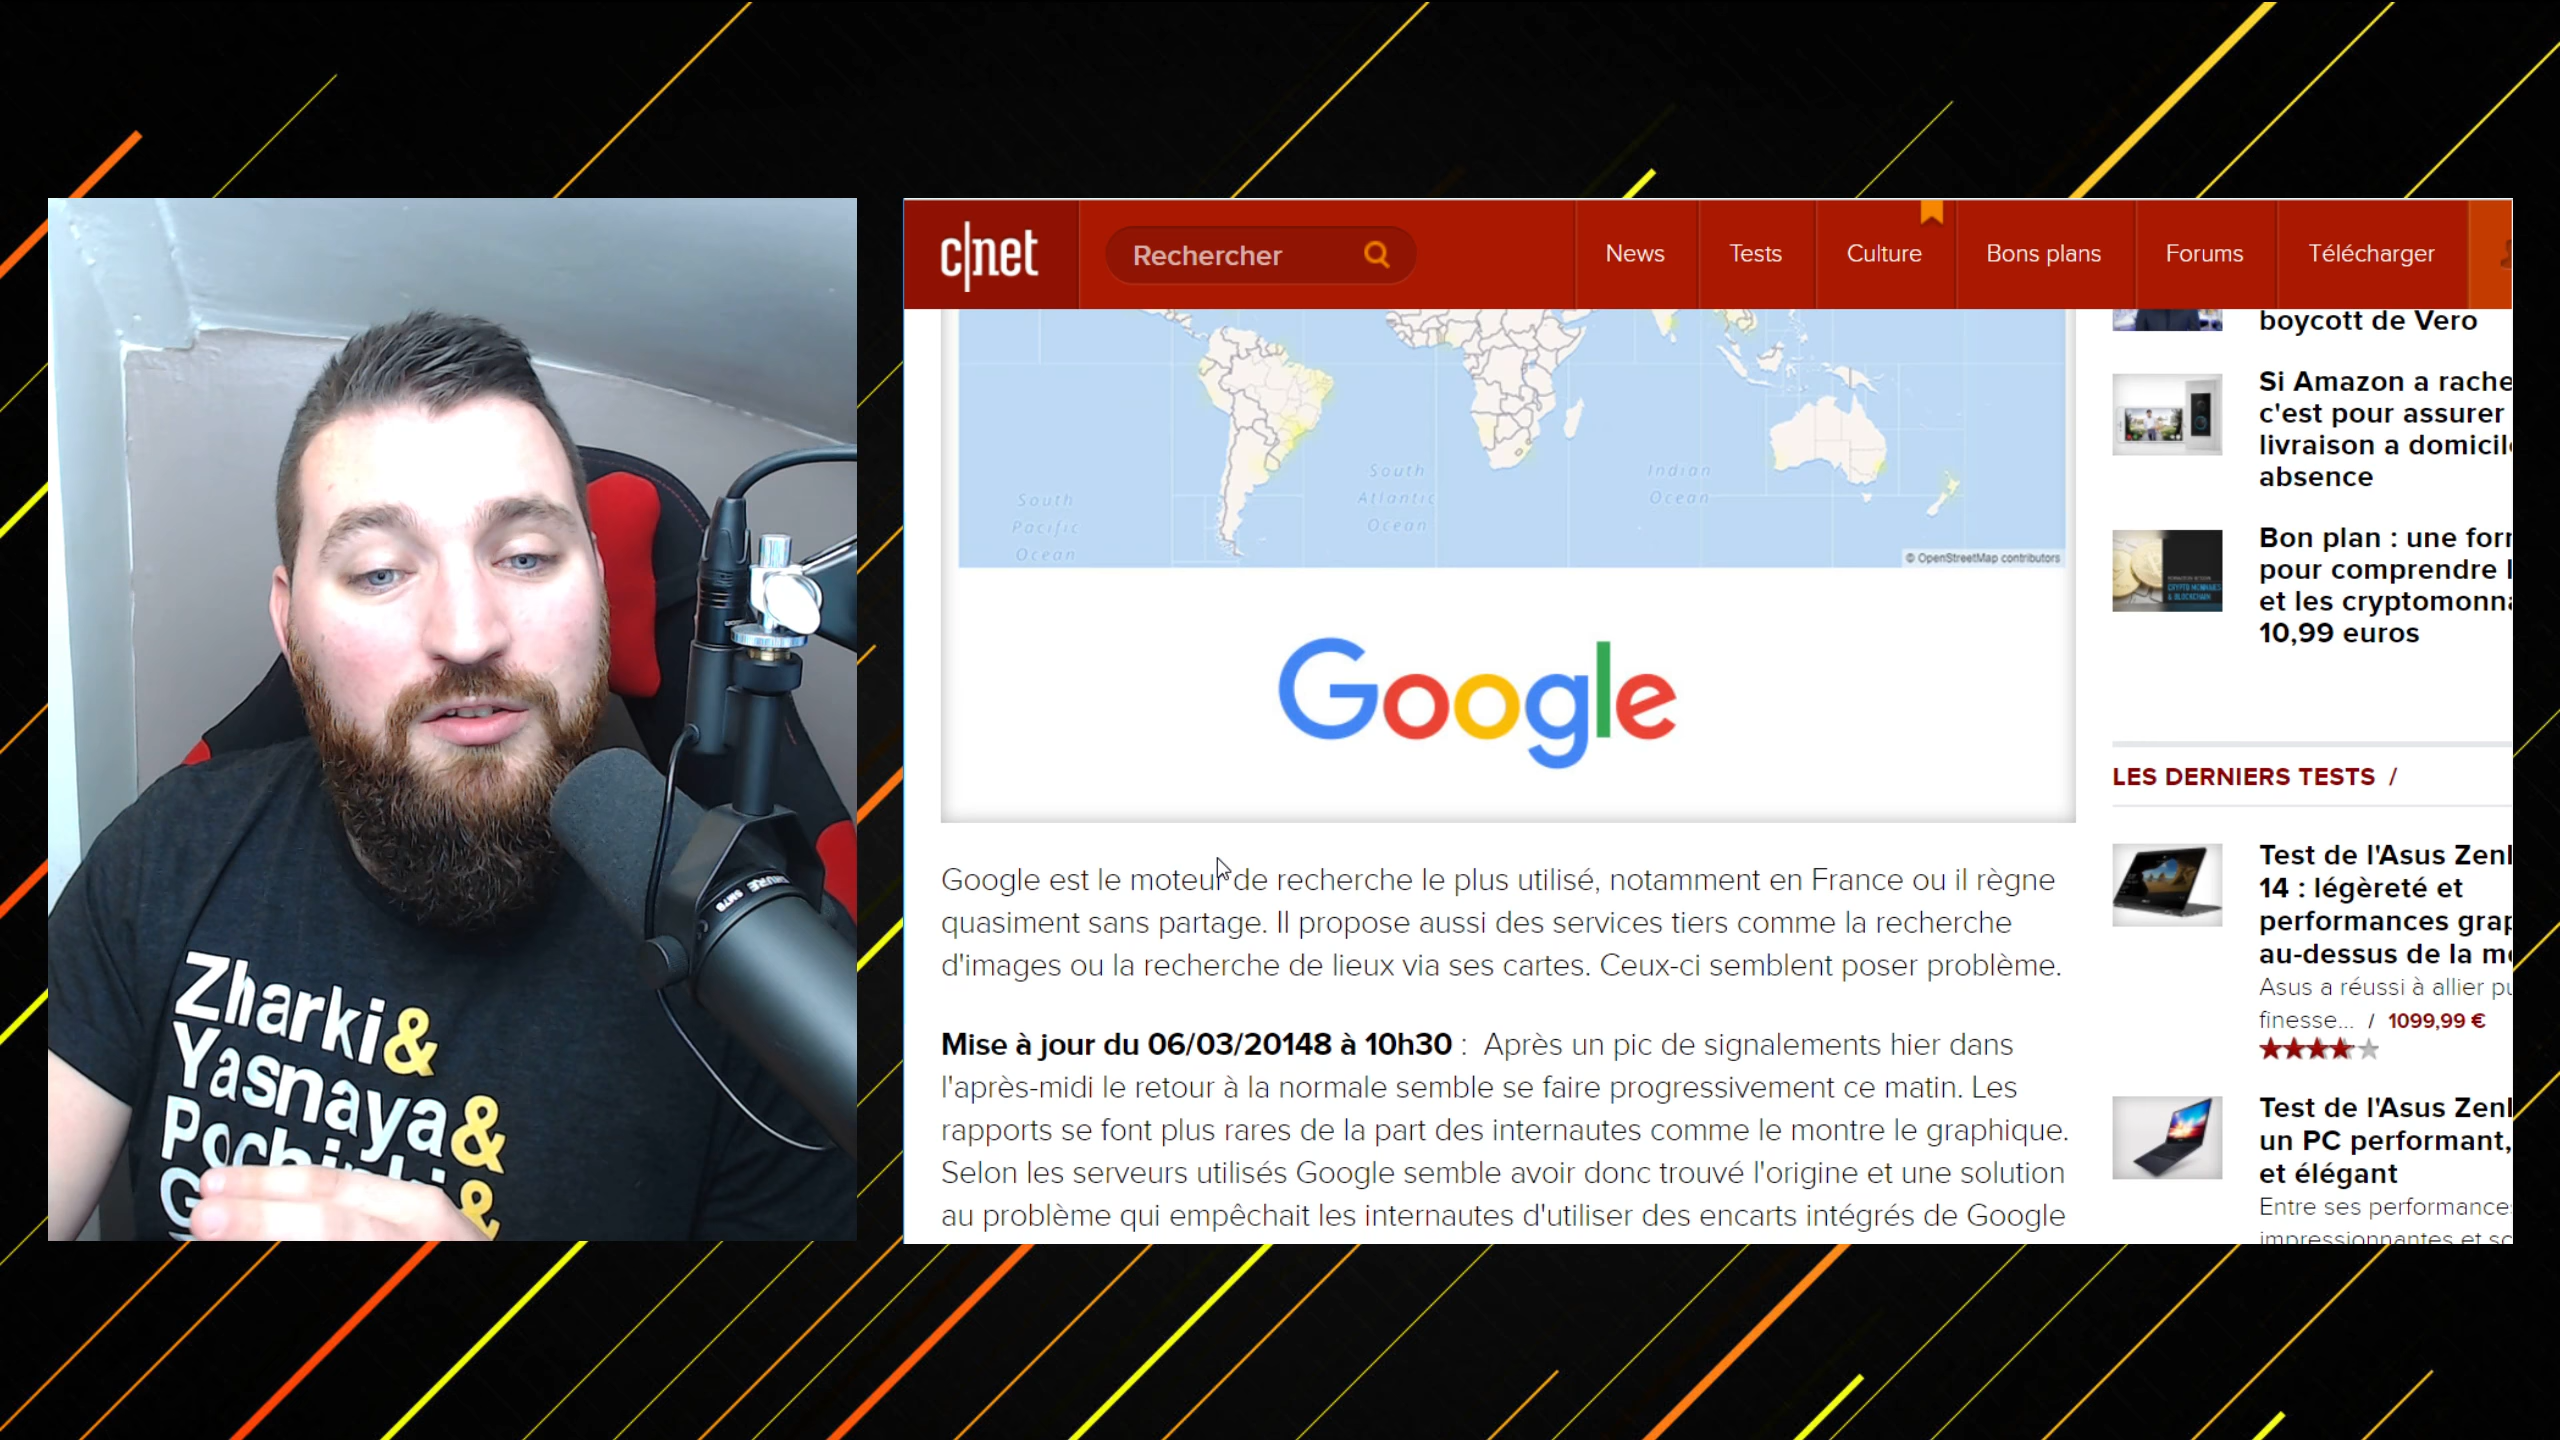 Zharki&
Yasnaya&
Pochinki&
G
SHURE SM7B
c|net
Rechercher
News
Tests
Culture
Bons plans
Forums
Télécharger
South
Pacific
Ocean
South
Atlantic
Ocean
Indian
Ocean
© OpenStreetMap contributors
Google
Google est le moteur de recherche le plus utilisé, notamment en France ou il règne
quasiment sans partage. Il propose aussi des services tiers comme la recherche
d'images ou la recherche de lieux via ses cartes. Ceux-ci semblent poser problème.
Mise à jour du 06/03/20148 à 10h30 : Après un pic de signalements hier dans
l'après-midi le retour à la normale semble se faire progressivement ce matin. Les
rapports se font plus rares de la part des internautes comme le montre le graphique.
Selon les serveurs utilisés Google semble avoir donc trouvé l'origine et une solution
au problème qui empêchait les internautes d'utiliser des encarts intégrés de Google
boycott de Vero
Si Amazon a rache
c'est pour assurer
livraison a domicil
absence
Bon plan : une for
pour comprendre l
et les cryptomonn
10,99 euros
LES DERNIERS TESTS /
Test de l'Asus Zen
14 : légèreté et
performances grap
au-dessus de la m
Asus a réussi à allier pu
finesse... / 1099,99 €
Test de l'Asus Zen
un PC performant,
et élégant
Entre ses performance
impressionnantes et so